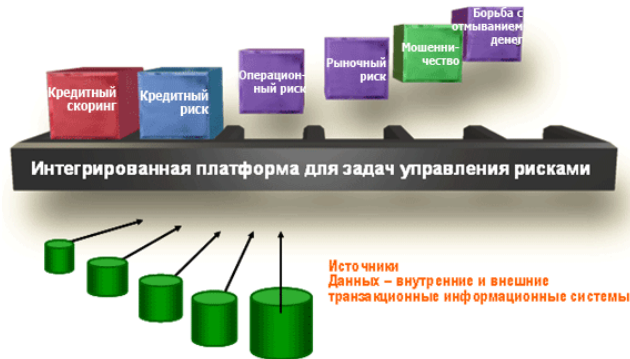 Кредитный
скоринг
Кредитный
риск
Операцион-
ный риск
Рыночный
риск
Мошенни-
чество
Борьба с
отмыванием
денег
Интегрированная платформа для задач управления рисками
Источники
Данных – внутренние и внешние
транзакционные информационные системы